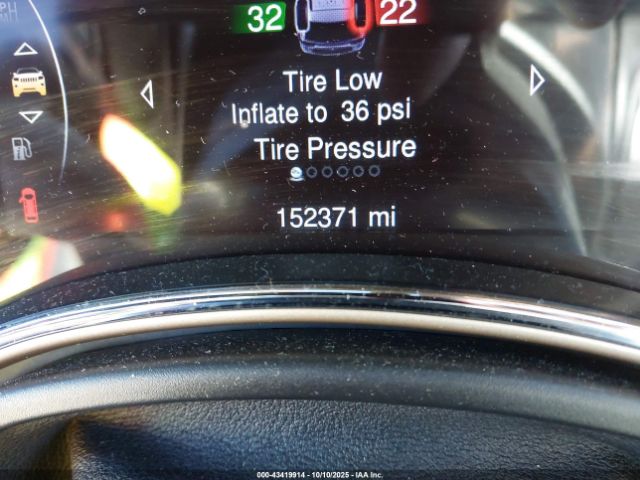 32 22
Tire Low
Inflate to 36 psi
Tire Pressure
152371 mi
000-43419914 - 10/10/2025 - IAA Inc.